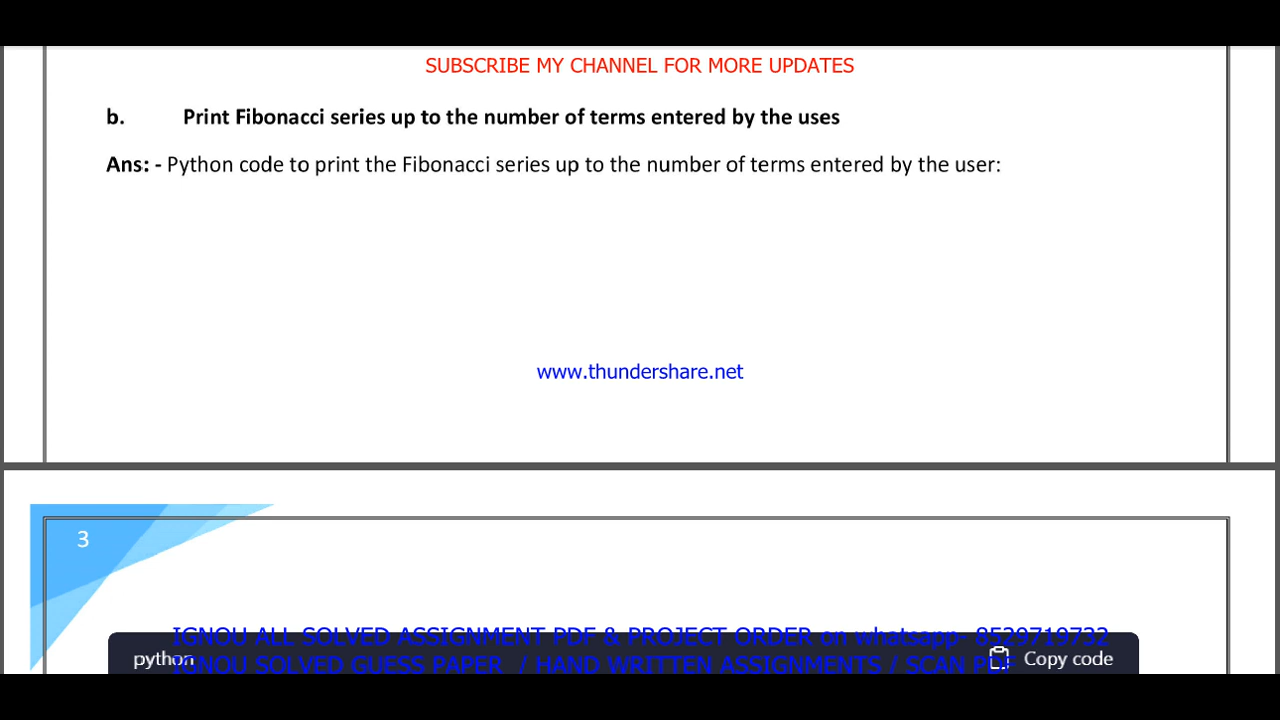 SUBSCRIBE MY CHANNEL FOR MORE UPDATES
b. Print Fibonacci series up to the number of terms entered by the uses
Ans: - Python code to print the Fibonacci series up to the number of terms entered by the user:
www.thundershare.net
3
IGNOU ALL SOLVED ASSIGNMENT PDF & PROJECT ORDER on whatsapp- 8529719732
python Copy code
IGNOU SOLVED GUESS PAPER / HAND WRITTEN ASSIGNMENTS / SCAN PDF